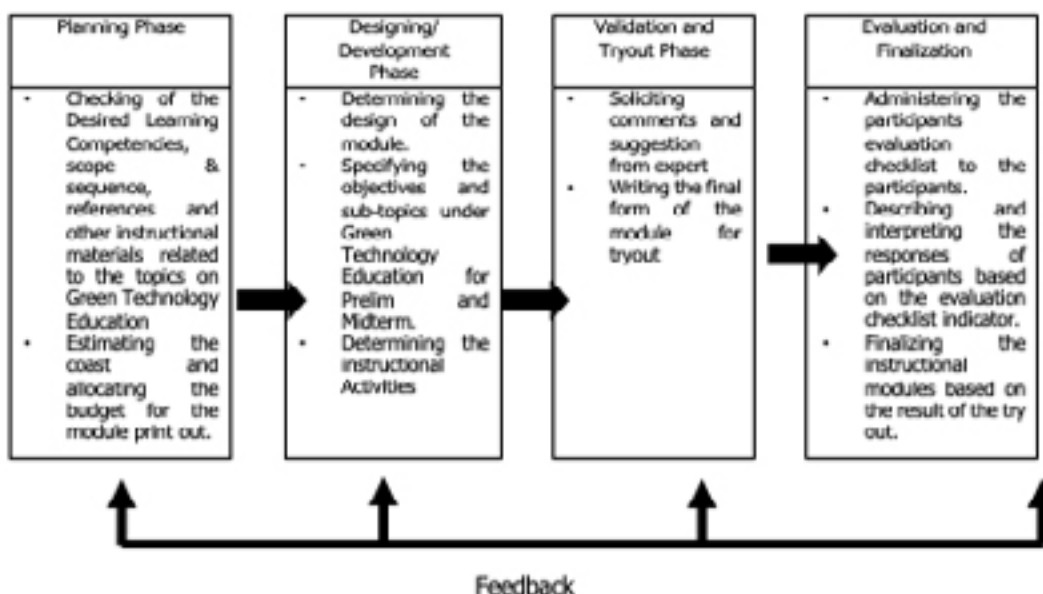 Planning Phase
• Checking of the
Desired Learning
Competencies,
scope &
sequence,
references and
other instructional
materials related
to the topics on
Green Technology
Education
• Estimating the
coast and
allocating the
budget for the
module print out.
Designing/
Development
Phase
- Determining the
design of the
module.
- Specifying the
objectives and
sub-topics under
Green
Technology
Education for
Prelim and
Midterm.
• Determining the
instructional
Activities
Validation and
Tryout Phase
• Soliciting
comments and
suggestion
from expert
• Writing the final
form of the
module for
tryout
Evaluation and
Finalization
• Administering the
participants
evaluation
checklist to the
participants.
• Describing and
interpreting the
responses of
participants based
on the evaluation
checklist indicator.
• Finalizing the
instructional
modules based on
the result of the try
out.
Feedback